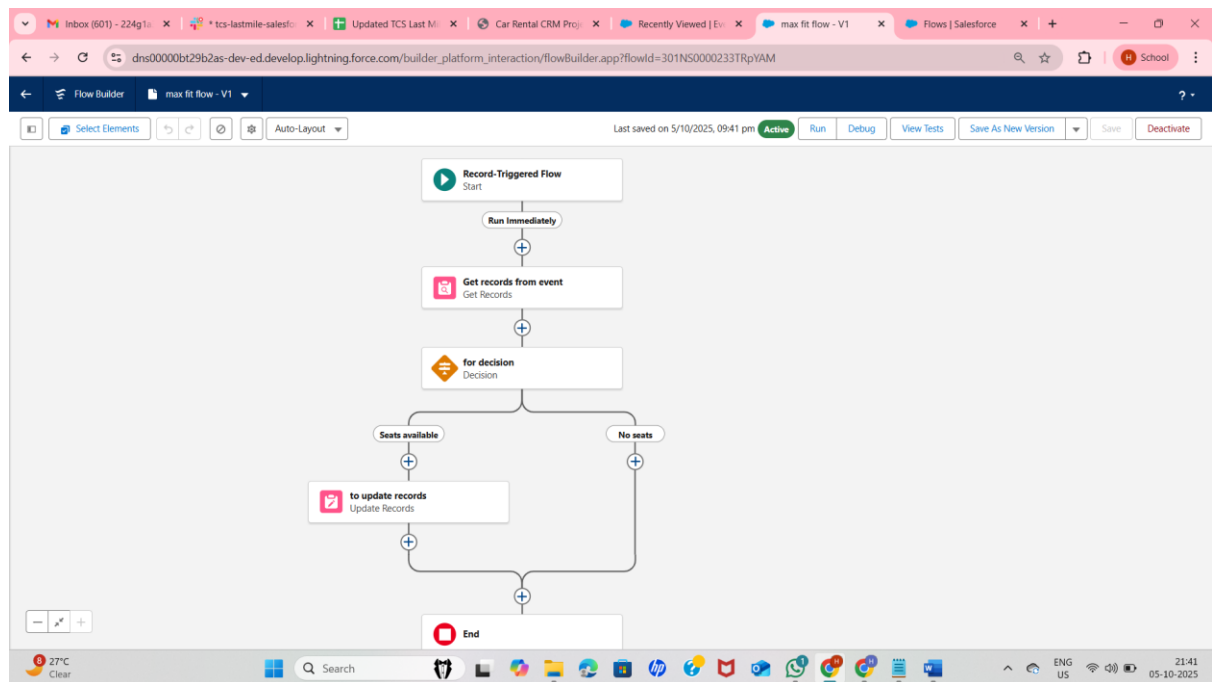 Inbox (601) - 224g1a
* tcs-lastmile-salesfo
Updated TCS Last Mi
Car Rental CRM Proj
Recently Viewed | Ev
max fit flow - V1
Flows | Salesforce
dns00000bt29b2as-dev-ed.develop.lightning.force.com/builder_platform_interaction/flowBuilder.app?flowId=301NS0000233TRpYAM
H School
Flow Builder
max fit flow - V1
?
Select Elements
Auto-Layout
Last saved on 5/10/2025, 09:41 pm
Active
Run
Debug
View Tests
Save As New Version
Save
Deactivate
Record-Triggered Flow
Start
Run Immediately
Get records from event
Get Records
for decision
Decision
Seats available
No seats
to update records
Update Records
End
8
27°C
Clear
Search
hp
1
H
H
ENG
US
21:41
05-10-2025